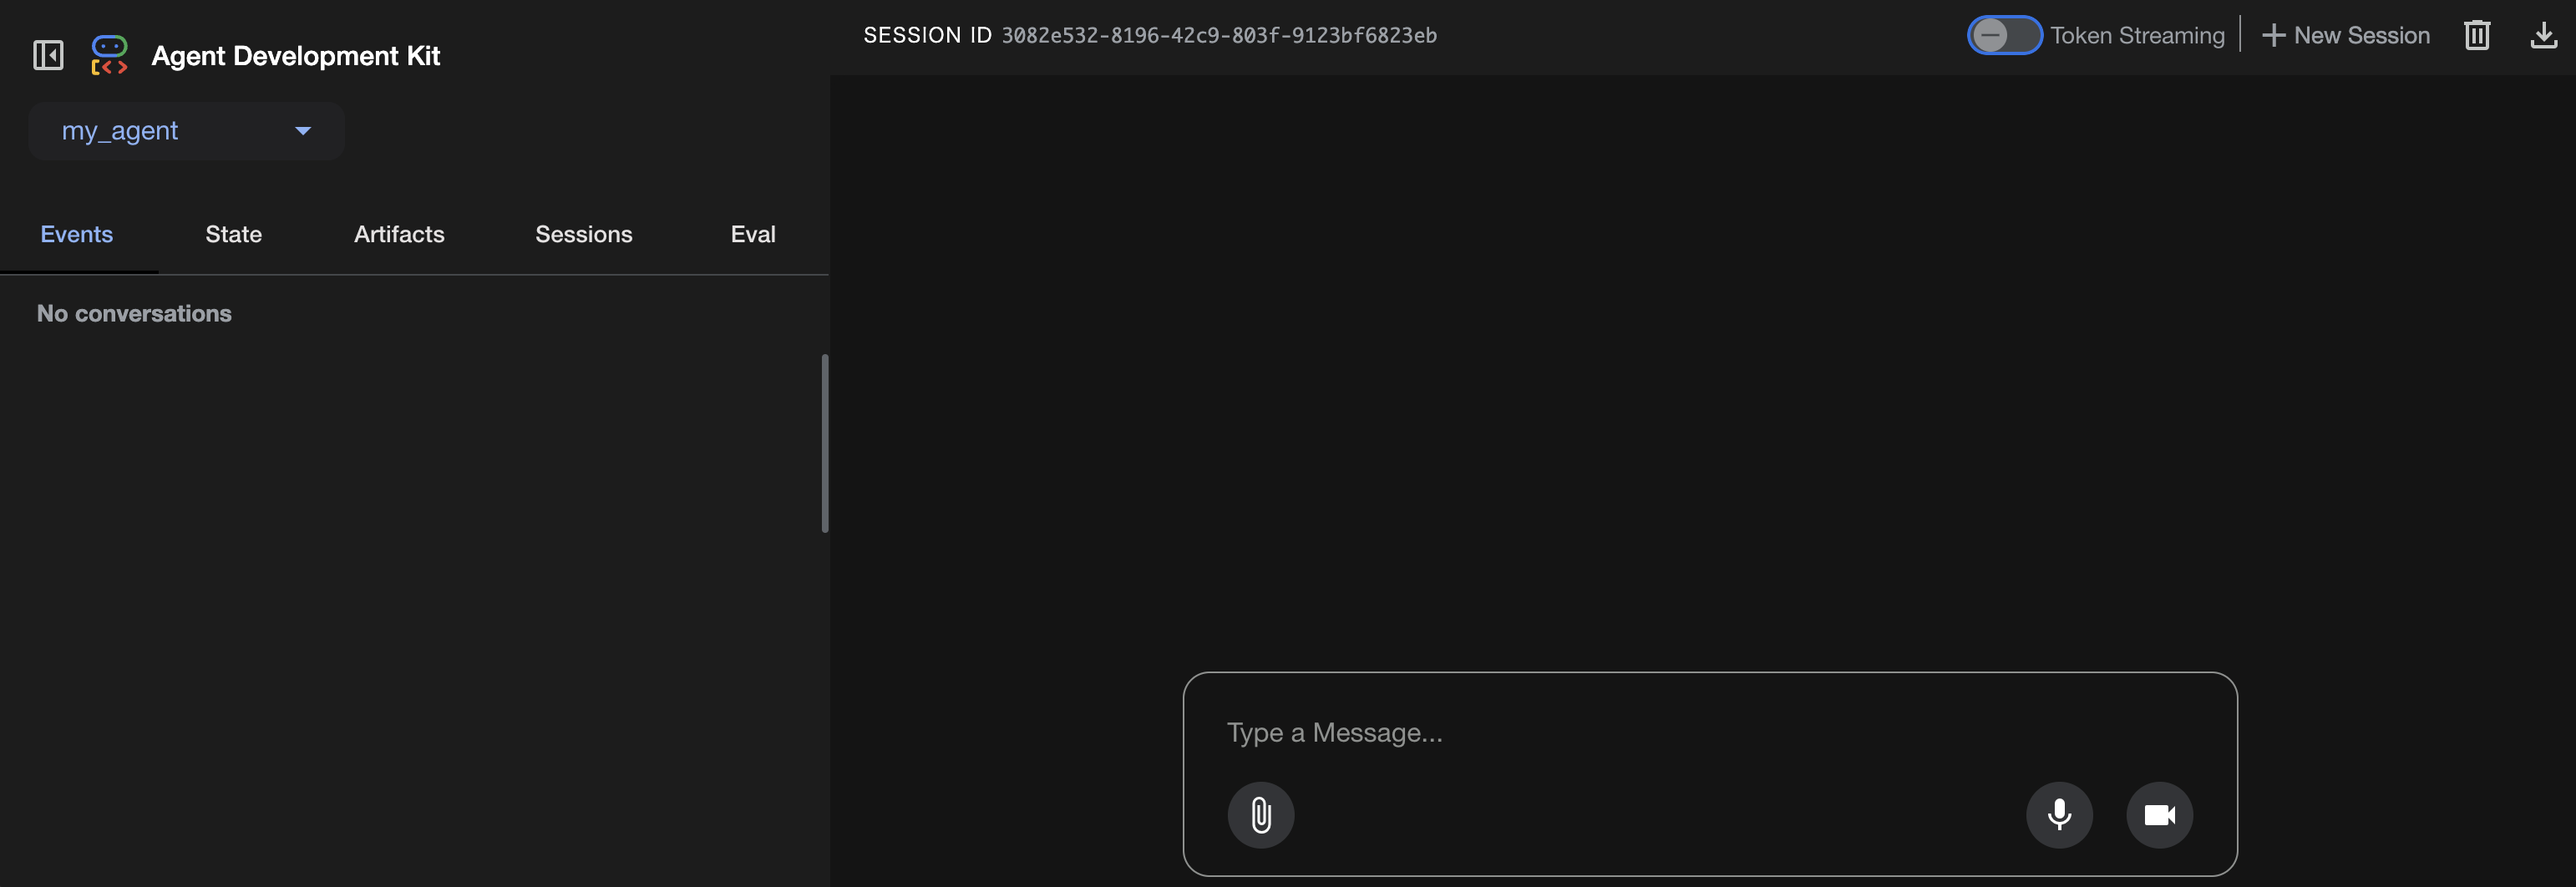 Agent Development Kit
my_agent
Events State Artifacts Sessions Eval
No conversations
SESSION ID 3082e532-8196-42c9-803f-9123bf6823eb
Token Streaming
New Session
Type a Message...